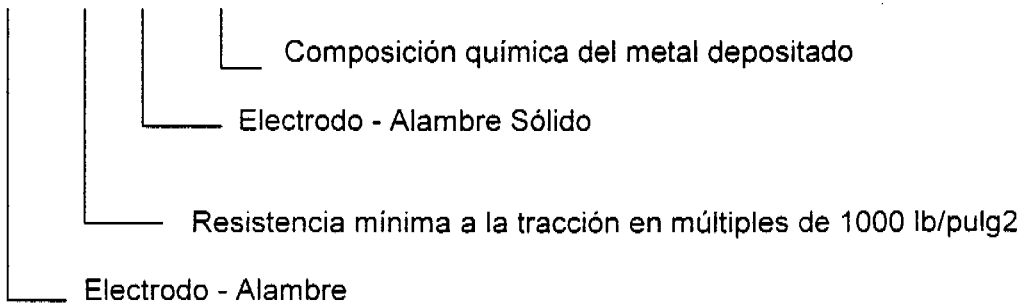 Composición química del metal depositado
Electrodo - Alambre Sólido
Resistencia mínima a la tracción en múltiples de 1000 lb/pulg2
Electrodo - Alambre